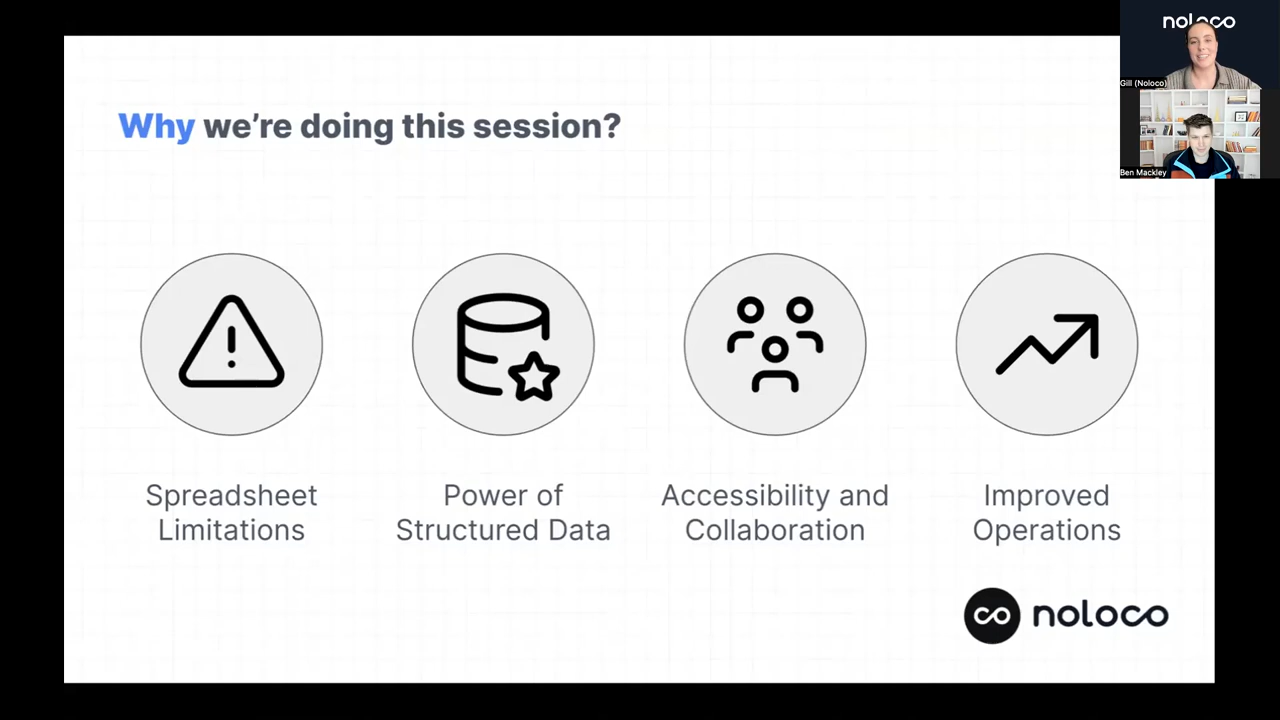 noloco
Gill (Noloco)
Ben Mackley
Why we're doing this session?
Spreadsheet
Limitations
Power of
Structured Data
Accessibility and
Collaboration
Improved
Operations
noloco